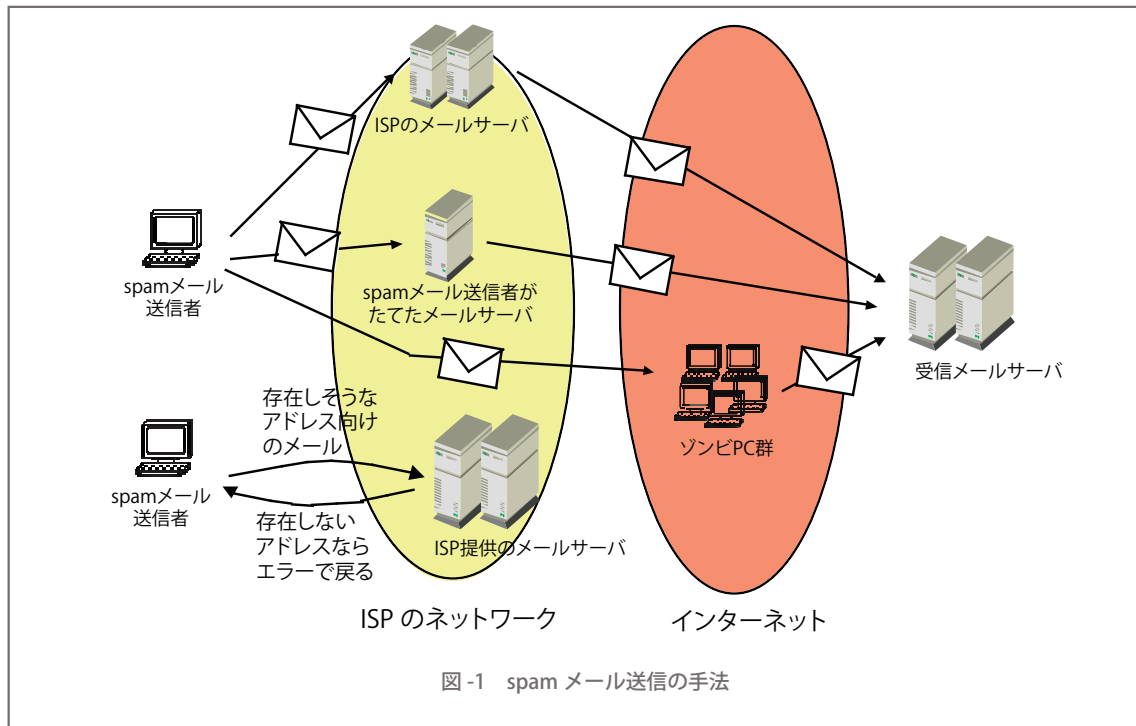 ISPのメールサーバ
spamメール
送信者
spamメール送信者が
たてたメールサーバ
受信メールサーバ
ゾンビPC群
存在しそうな
アドレス向け
のメール
spamメール
送信者
存在しない
アドレスなら
エラーで戻る
ISP提供のメールサーバ
ISP のネットワーク
インターネット
図 -1 spam メール送信の手法